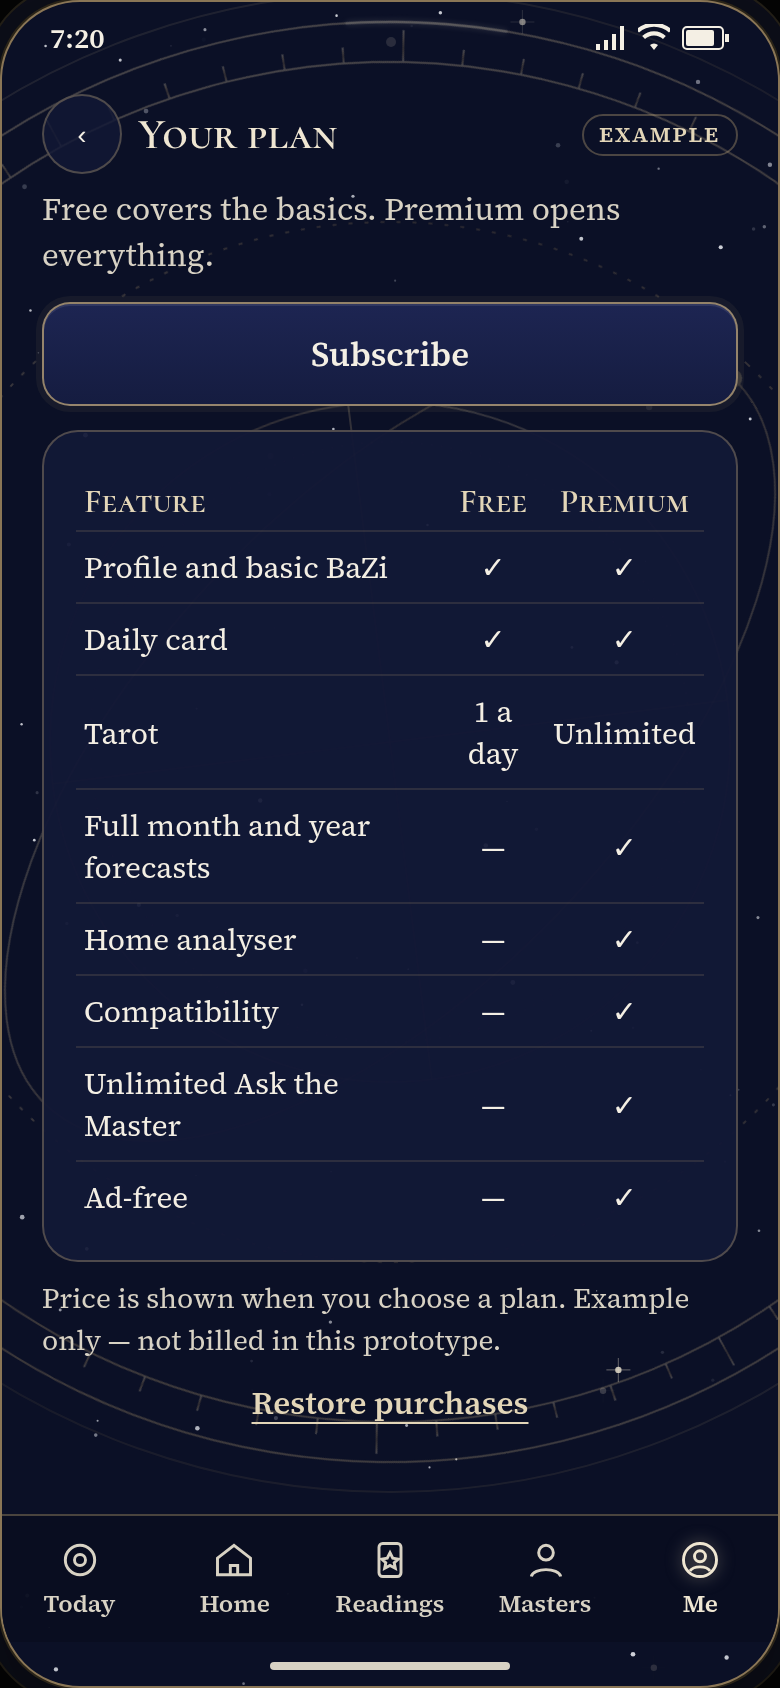 7:20
‹ Your plan EXAMPLE
Free covers the basics. Premium opens
everything.
Subscribe
Feature Free Premium
Profile and basic BaZi ✓ ✓
Daily card ✓ ✓
Tarot 1 a day Unlimited
Full month and year
forecasts — ✓
Home analyser — ✓
Compatibility — ✓
Unlimited Ask the
Master — ✓
Ad-free — ✓
Price is shown when you choose a plan. Example
only — not billed in this prototype.
Restore purchases
Today Home Readings Masters Me